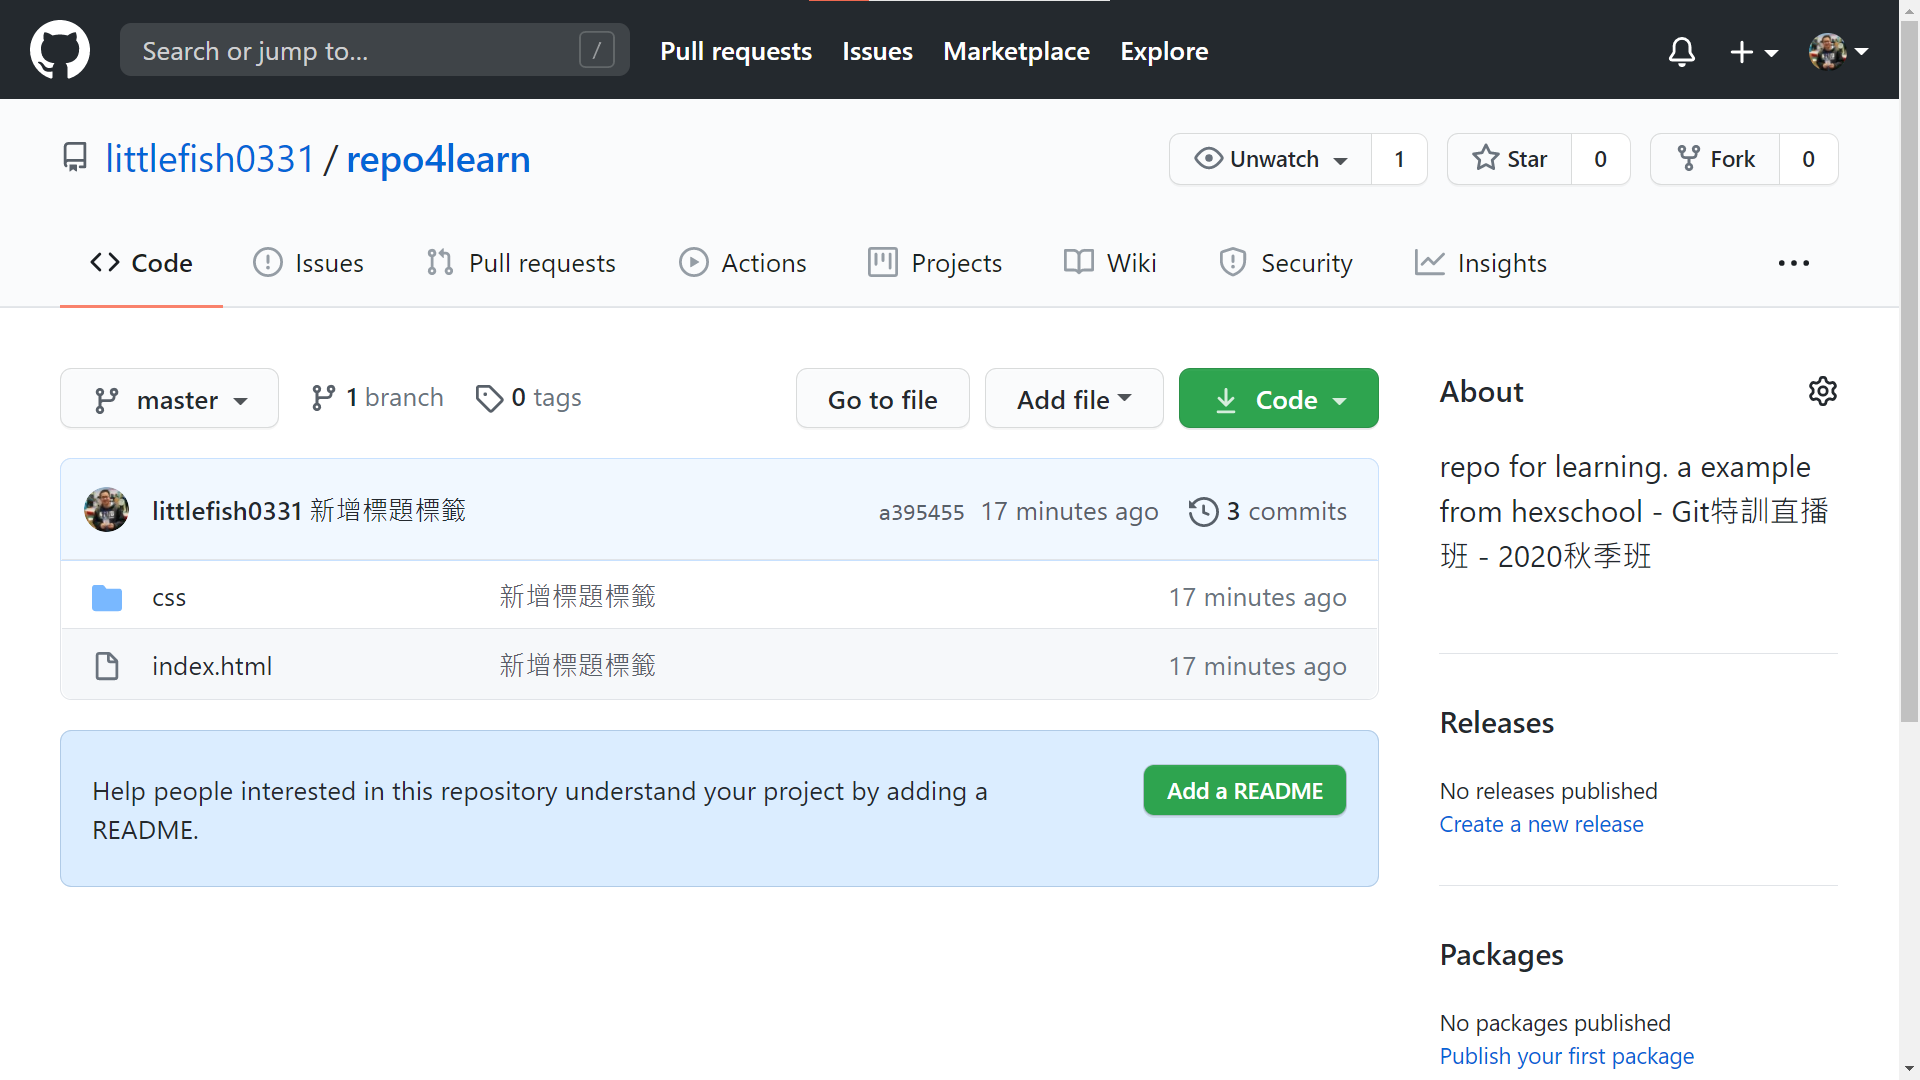 Search or jump to... /
Pull requests Issues Marketplace Explore
littlefish0331 / repo4learn
Unwatch 1 Star 0 Fork 0
Code Issues Pull requests Actions Projects Wiki Security Insights
master 1 branch 0 tags
Go to file Add file Code
littlefish0331 新增標題標籤 a395455 17 minutes ago 3 commits
css 新增標題標籤 17 minutes ago
index.html 新增標題標籤 17 minutes ago
Help people interested in this repository understand your project by adding a
README.
Add a README
About
repo for learning. a example
from hexschool - Git特訓直播
班 - 2020秋季班
Releases
No releases published
Create a new release
Packages
No packages published
Publish your first package